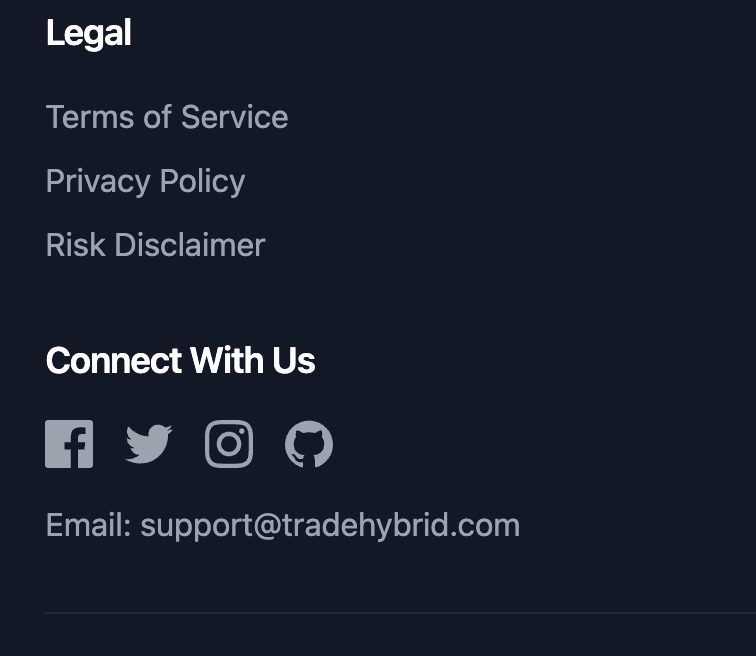 Legal
Terms of Service
Privacy Policy
Risk Disclaimer
Connect With Us
Email: support@tradehybrid.com